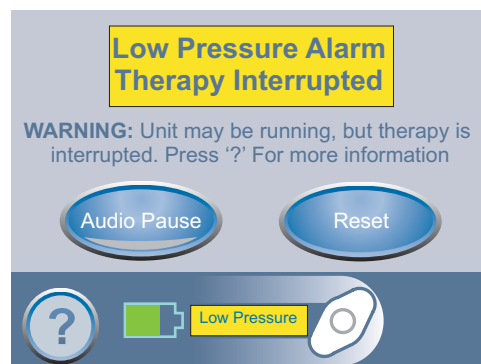 Low Pressure Alarm
Therapy Interrupted
WARNING: Unit may be running, but therapy is
interrupted. Press ‘?’ For more information
Audio Pause
Reset
?
Low Pressure